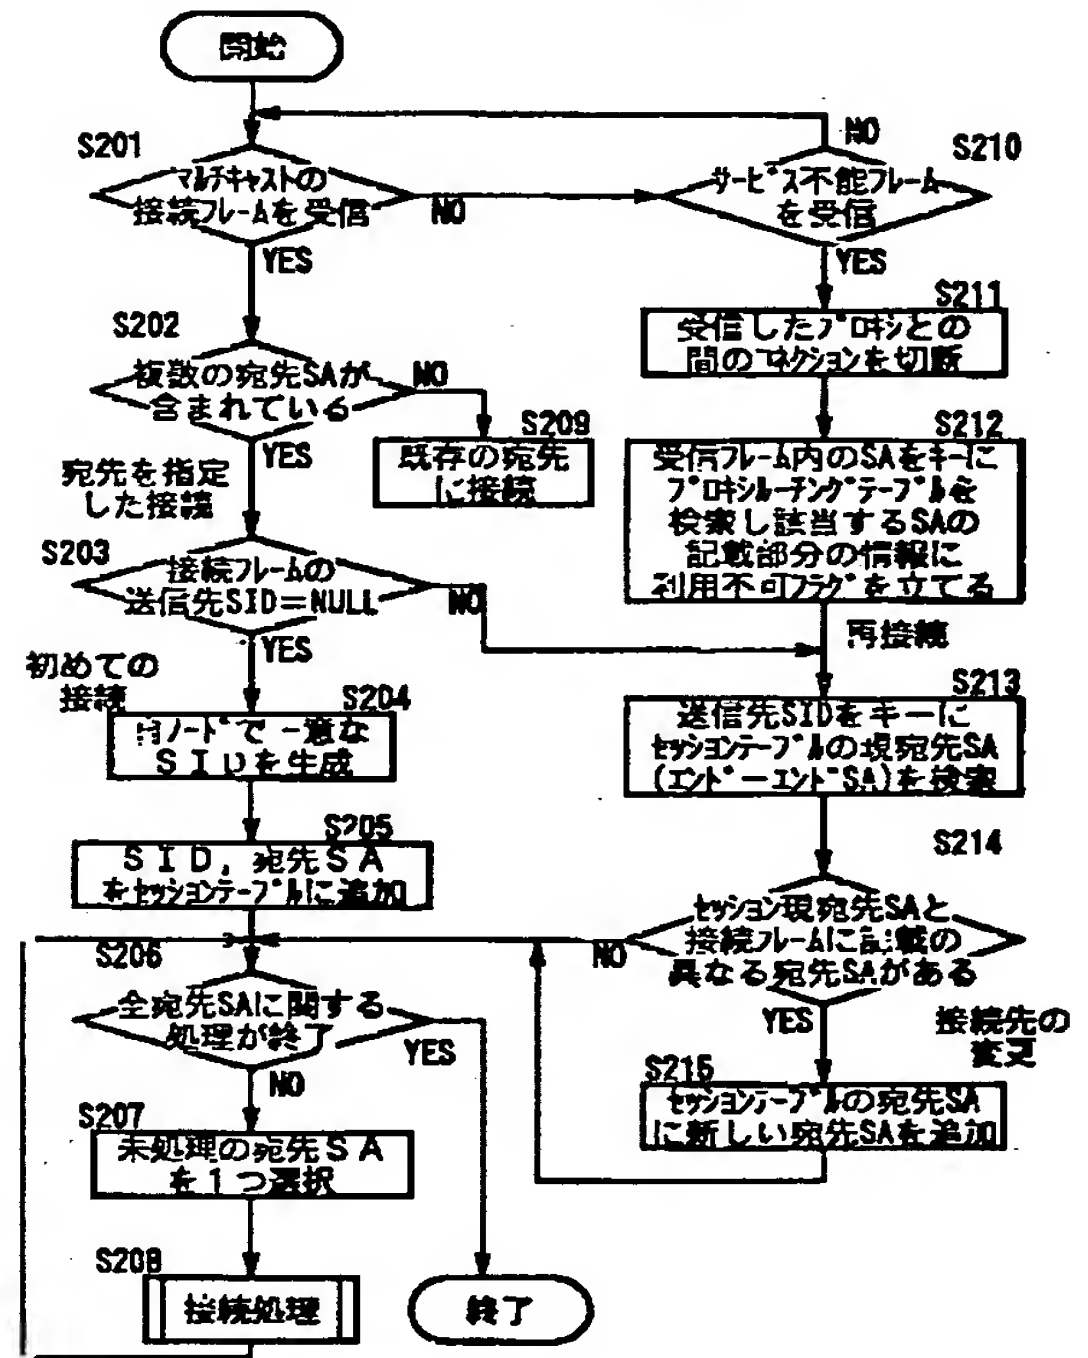 開始
S201
マルチキャストの
接続フレームを受信
NO
YES
S210
サービス不能フレーム
を受信
NO
YES
S202
複数の宛先SAが
含まれている
NO
YES
S209
既存の宛先
に接続
宛先を指定
した接続
S203
接続フレームの
送信先SID=NULL
NO
YES
初めての
接続
S204
自ノードで一意な
SIDを生成
S205
SID, 宛先SA
をセッションテーブルに追加
S206
全宛先SAに関する
処理が終了
YES
NO
S207
未処理の宛先SA
を1つ選択
S208
接続処理
終了
S211
受信したプロキシとの
間のコネクションを切断
S212
受信フレーム内のSAをキーに
プロキシルーチングテーブルを
検索し該当するSAの
記載部分の情報に
利用不可フラグを立てる
再接続
S213
送信先SIDをキーに
セッションテーブルの現宛先SA
(エンドーエンドSA)を検索
S214
セッション現宛先SAと
接続フレームに記載の
異なる宛先SAがある
NO
YES
接続先の
変更
S215
セッションテーブルの宛先SA
に新しい宛先SAを追加